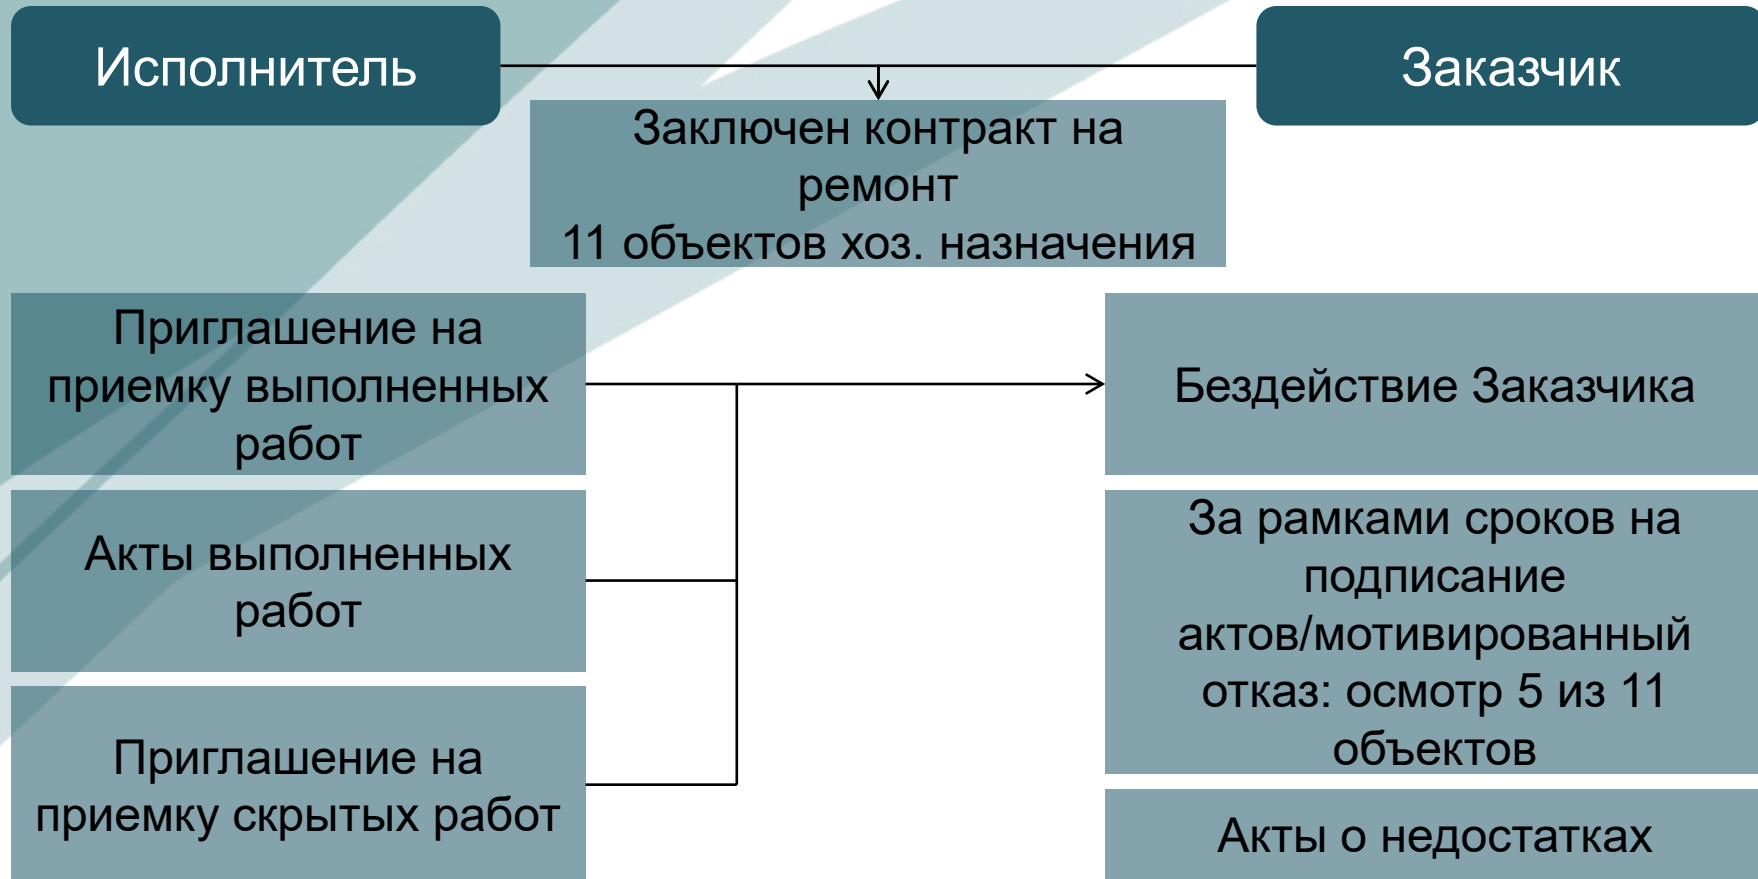 Исполнитель
Заказчик
Заключен контракт на
ремонт
11 объектов хоз. назначения
Приглашение на
приемку выполненных
работ
Бездействие Заказчика
Акты выполненных
работ
За рамками сроков на
подписание
актов/мотивированный
отказ: осмотр 5 из 11
объектов
Приглашение на
приемку скрытых работ
Акты о недостатках